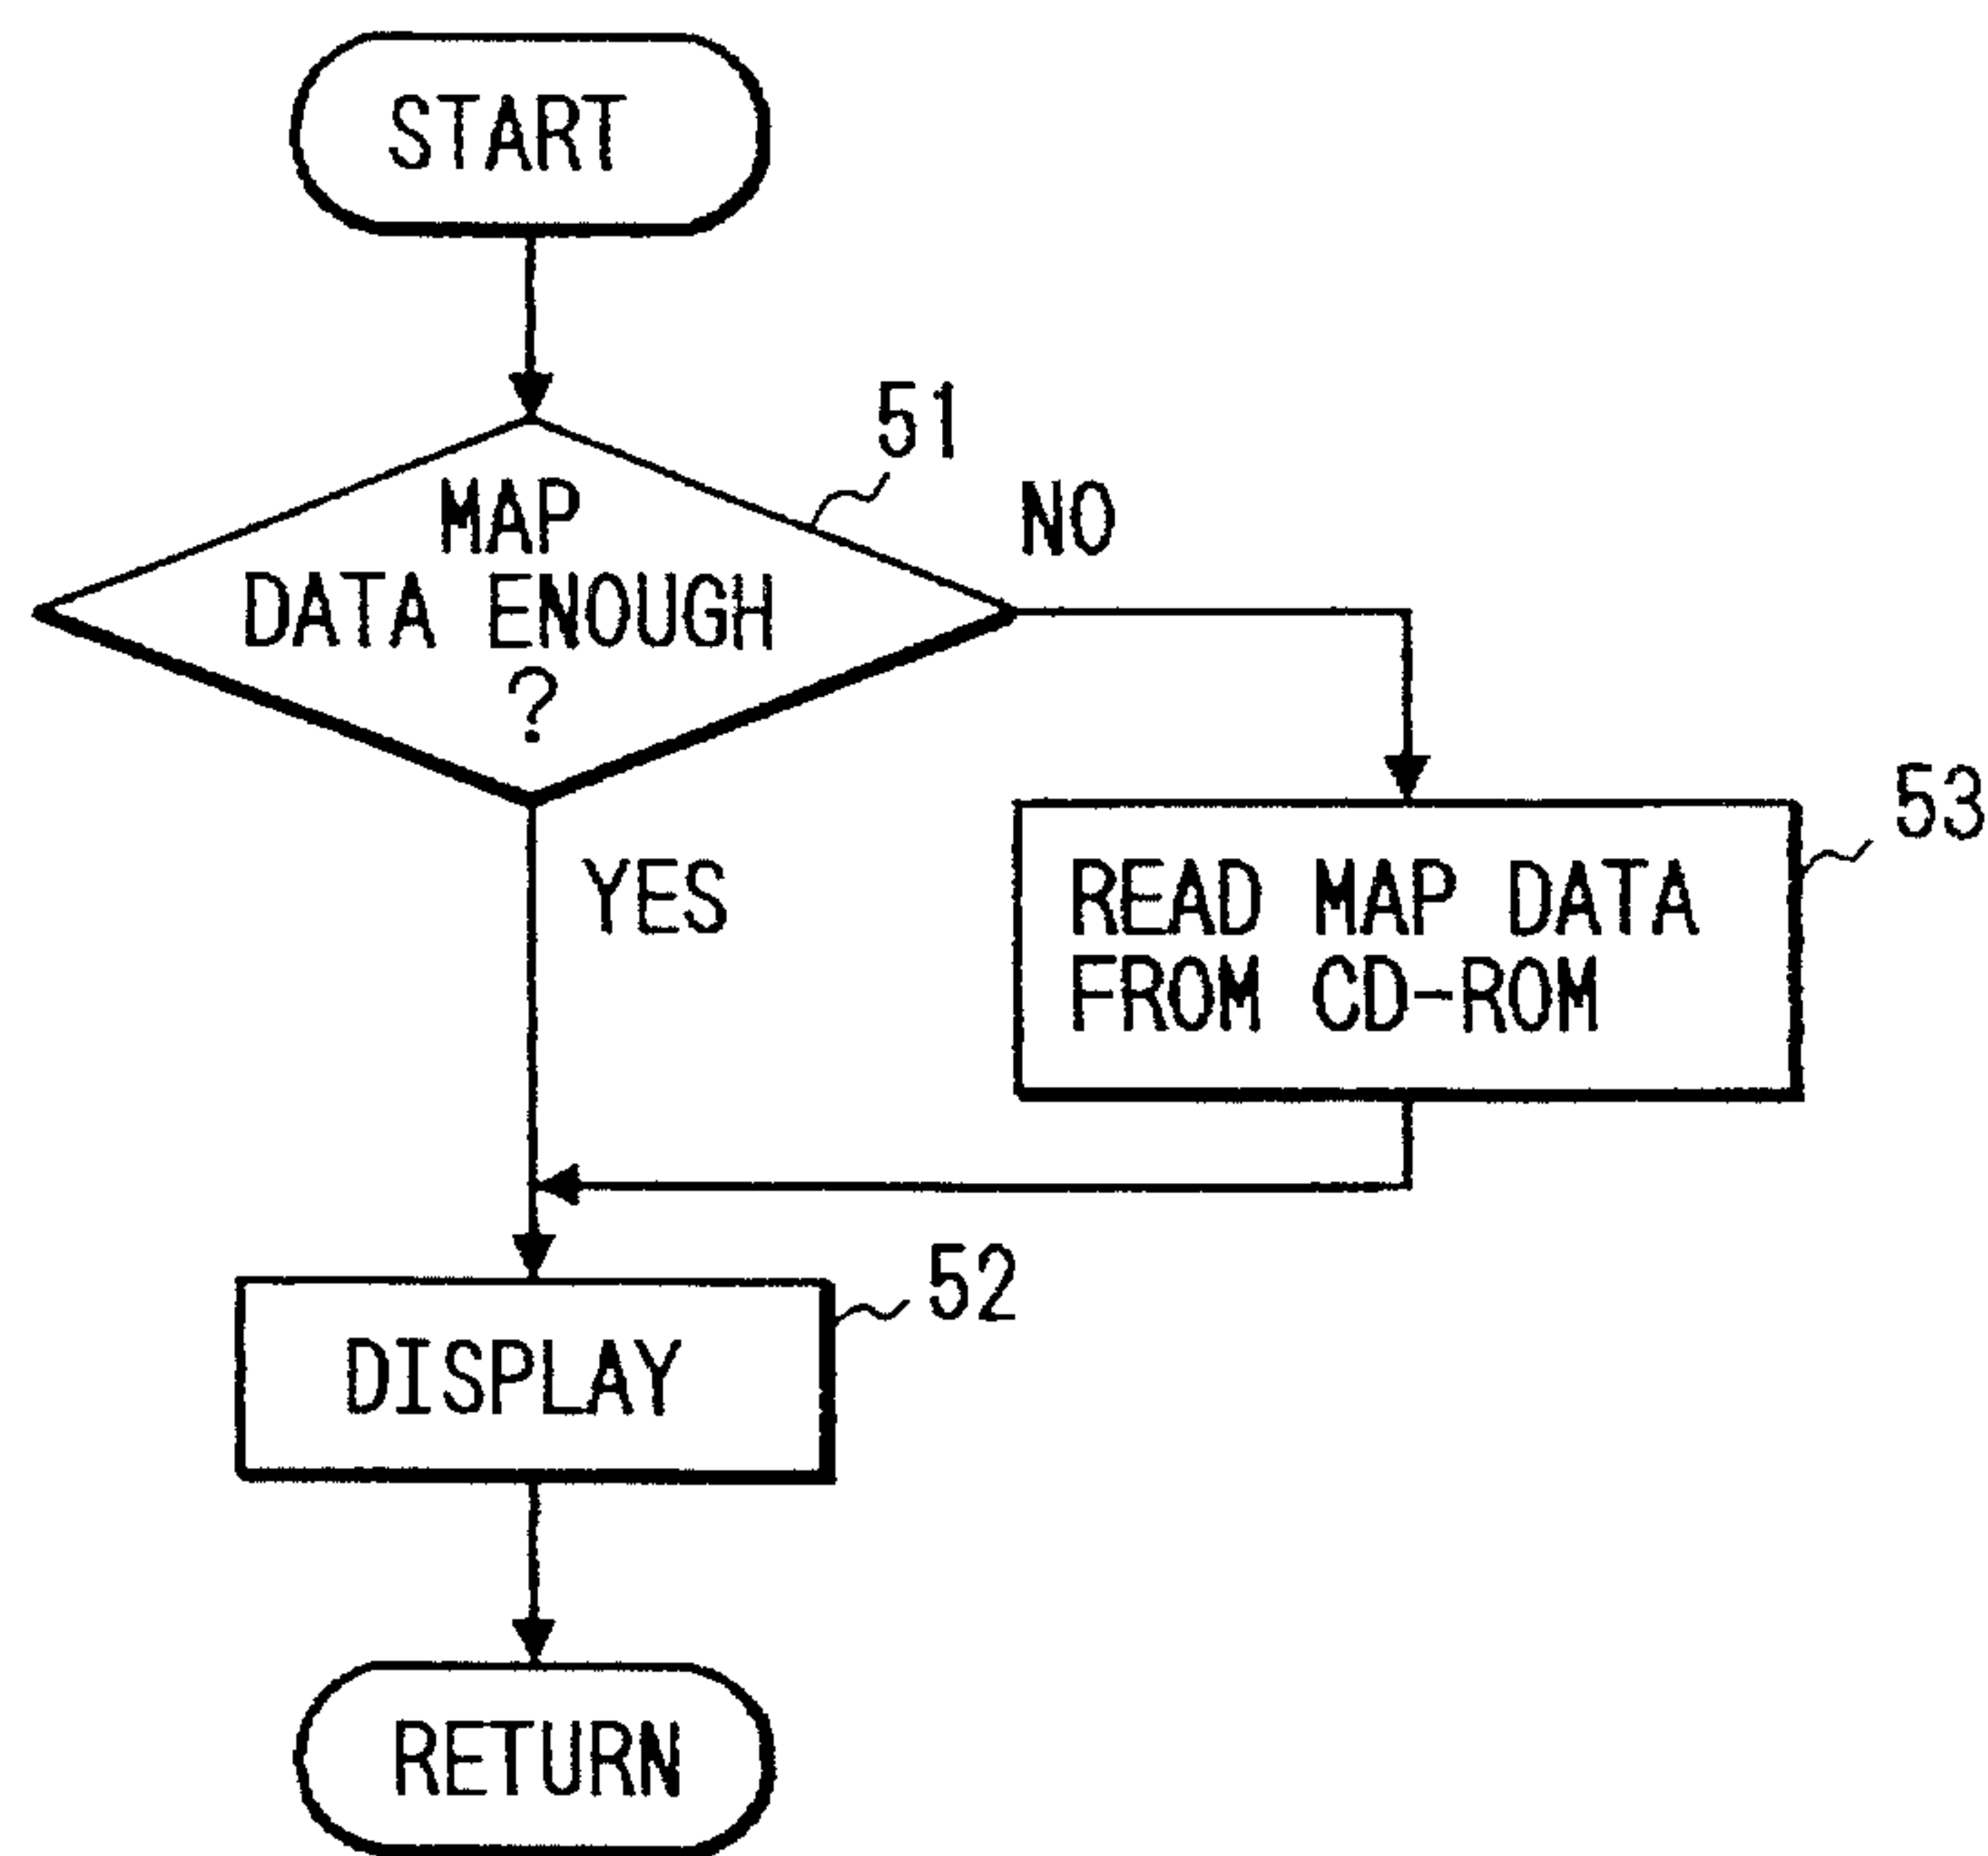 START
51
NO
MAP
DATA ENOUGH
?
YES
53
READ MAP DATA
FROM CD-ROM
52
DISPLAY
RETURN